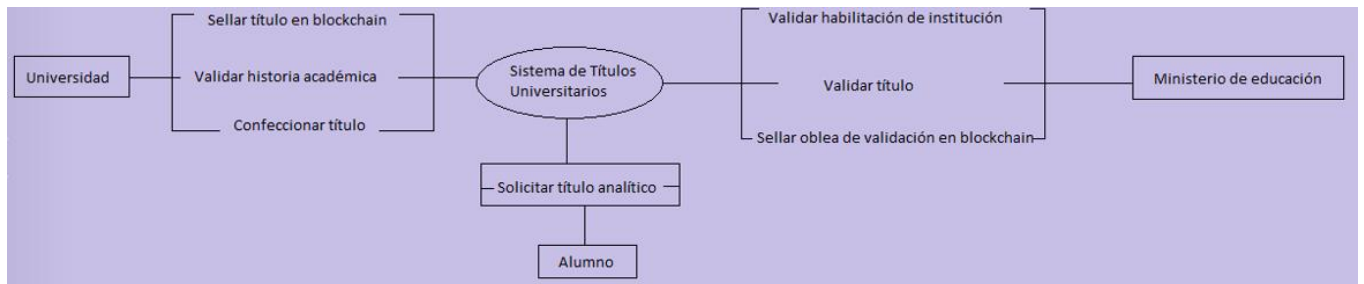 Sellar título en blockchain
Validar habilitación de institución
Universidad
Validar historia académica
Sistema de Títulos
Universitarios
Validar título
Ministerio de educación
Confeccionar título
Sellar oblea de validación en blockchain
Solicitar título analítico
Alumno